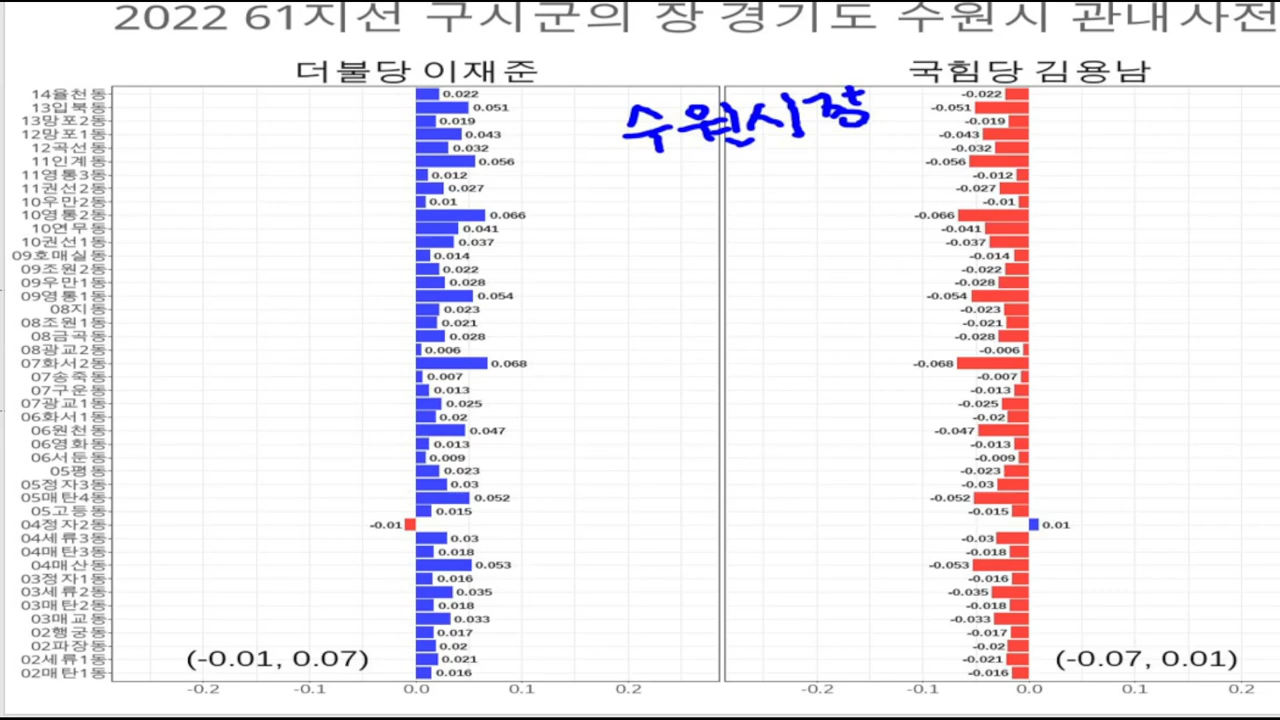 2022 61지선 구시군의 장 경기도 수원시 관내사전
더불당 이재준
국힘당 김용남
수원시장
14율천동 0.022 -0.022
13입북동 0.051 -0.051
13망포2동 0.019 -0.019
12망포1동 0.043 -0.043
12곡선동 0.032 -0.032
11인계동 0.056 -0.056
11영통3동 0.012 -0.012
11권선2동 0.027 -0.027
10우만2동 0.01 -0.01
10영통2동 0.066 -0.066
10연무동 0.041 -0.041
10권선1동 0.037 -0.037
09호매실동 0.014 -0.014
09조원2동 0.022 -0.022
09우만1동 0.028 -0.028
09영통1동 0.054 -0.054
08지동 0.023 -0.023
08조원1동 0.021 -0.021
08금곡동 0.028 -0.028
08광교2동 0.006 -0.006
07화서2동 0.068 -0.068
07송죽동 0.007 -0.007
07구운동 0.013 -0.013
07광교1동 0.025 -0.025
06화서1동 0.02 -0.02
06원천동 0.047 -0.047
06영화동 0.013 -0.013
06서둔동 0.009 -0.009
05평동 0.023 -0.023
05정자3동 0.03 -0.03
05매탄4동 0.052 -0.052
05고등동 0.015 -0.015
04정자2동 -0.01 0.01
04세류3동 0.03 -0.03
04매탄3동 0.018 -0.018
04매산동 0.053 -0.053
03정자1동 0.016 -0.016
03세류2동 0.035 -0.035
03매탄2동 0.018 -0.018
03매교동 0.033 -0.033
02행궁동 0.017 -0.017
02파장동 0.02 -0.02
02세류1동 0.021 -0.021
02매탄1동 0.016 -0.016
(-0.01, 0.07) (-0.07, 0.01)
-0.2 -0.1 0.0 0.1 0.2 -0.2 -0.1 0.0 0.1 0.2